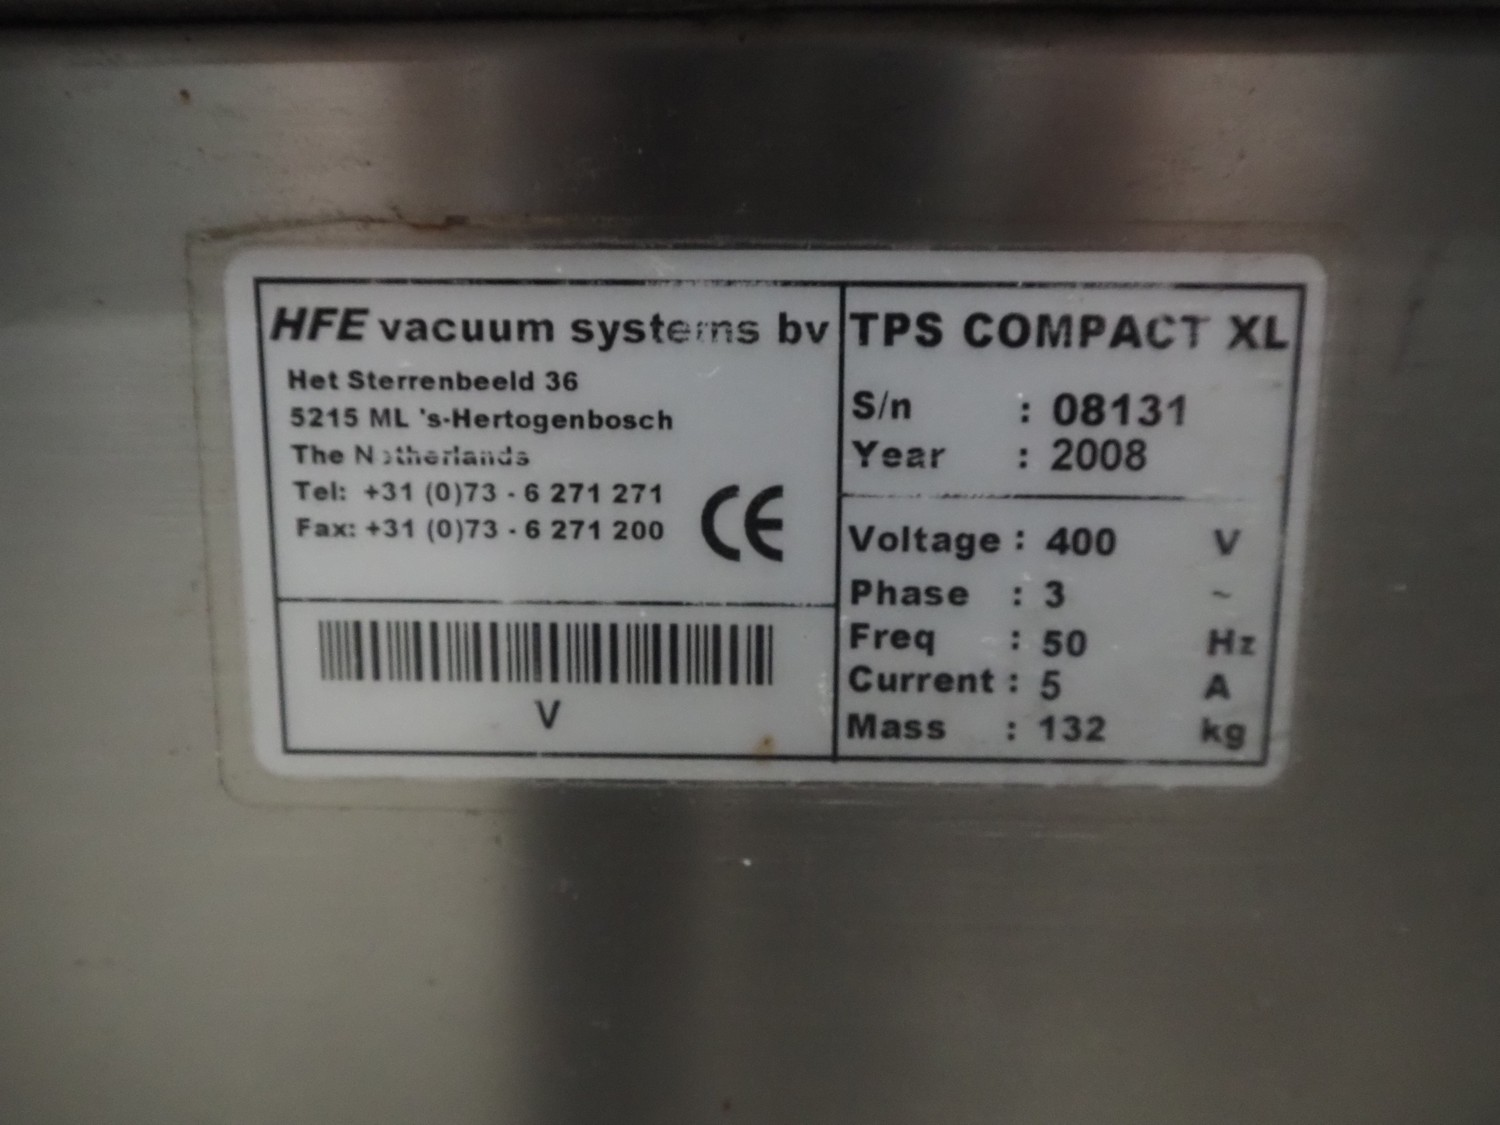 HFE vacuum systems bv
Het Sterrenbeeld 36
5215 ML 's-Hertogenbosch
The Netherlands
Tel: +31 (0)73 - 6 271 271
Fax: +31 (0)73 - 6 271 200
CE
V
TPS COMPACT XL
S/n : 08131
Year : 2008
Voltage : 400 V
Phase : 3 ~
Freq : 50 Hz
Current : 5 A
Mass : 132 kg